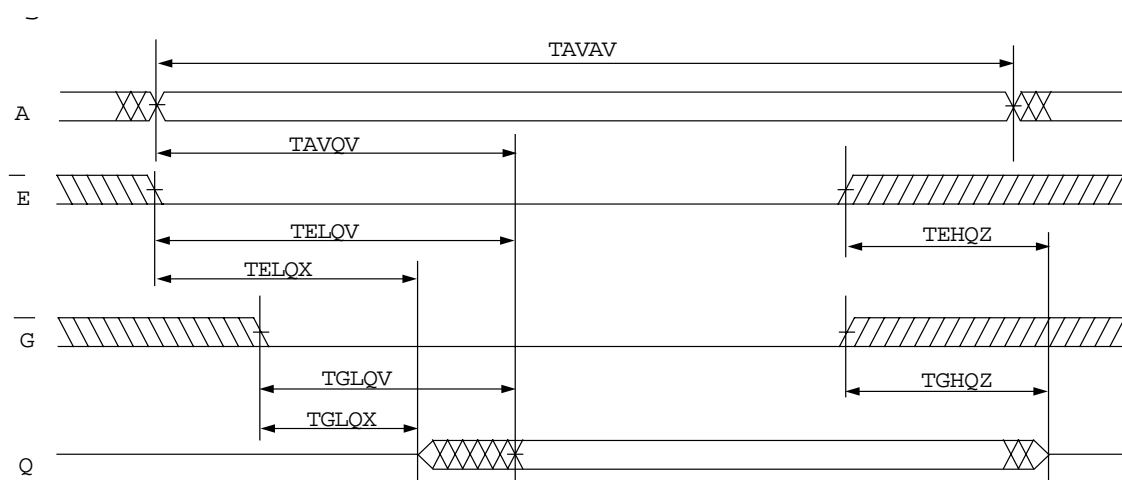 TAVAV
A
TAVQV
E
TELQV
TEHQZ
TELQX
G
TGLQV
TGHQZ
TGLQX
Q